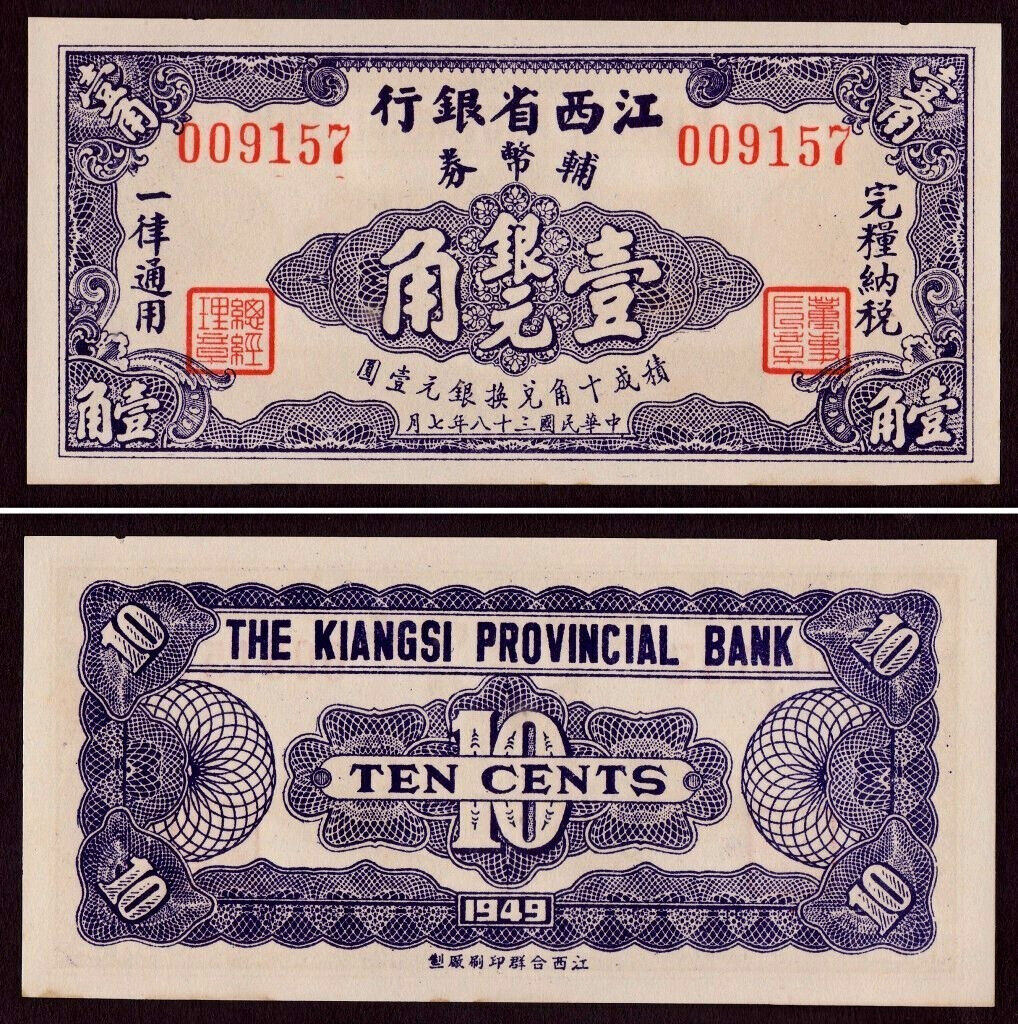 江西省銀行
009157
009157
輔幣券
壹角
壹角
完糧納稅
一律通用
銀元
壹角
董事長章
總經理章
積成十角兌換銀元壹圓
中華民國三十八年七月
壹角
壹角
THE KIANGSI PROVINCIAL BANK
10
10
10
TEN CENTS
10
10
1949
江西合群印刷廠製